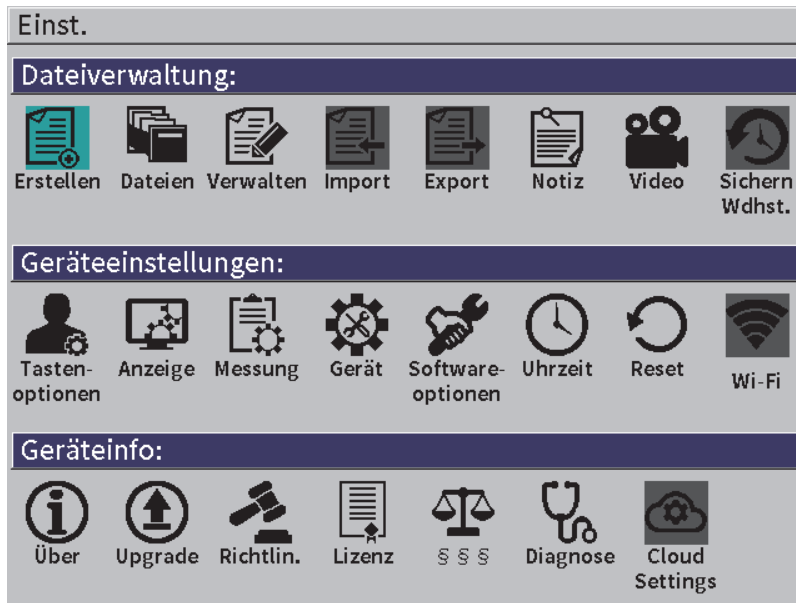 Einst.
Dateiverwaltung:
Erstellen Dateien Verwalten Import Export Notiz Video Sichern
Wdhst.
Geräteeinstellungen:
Tasten- Anzeige Messung Gerät Software- Uhrzeit Reset Wi-Fi
optionen optionen
Geräteinfo:
Über Upgrade Richtlin. Lizenz § § § Diagnose Cloud
Settings